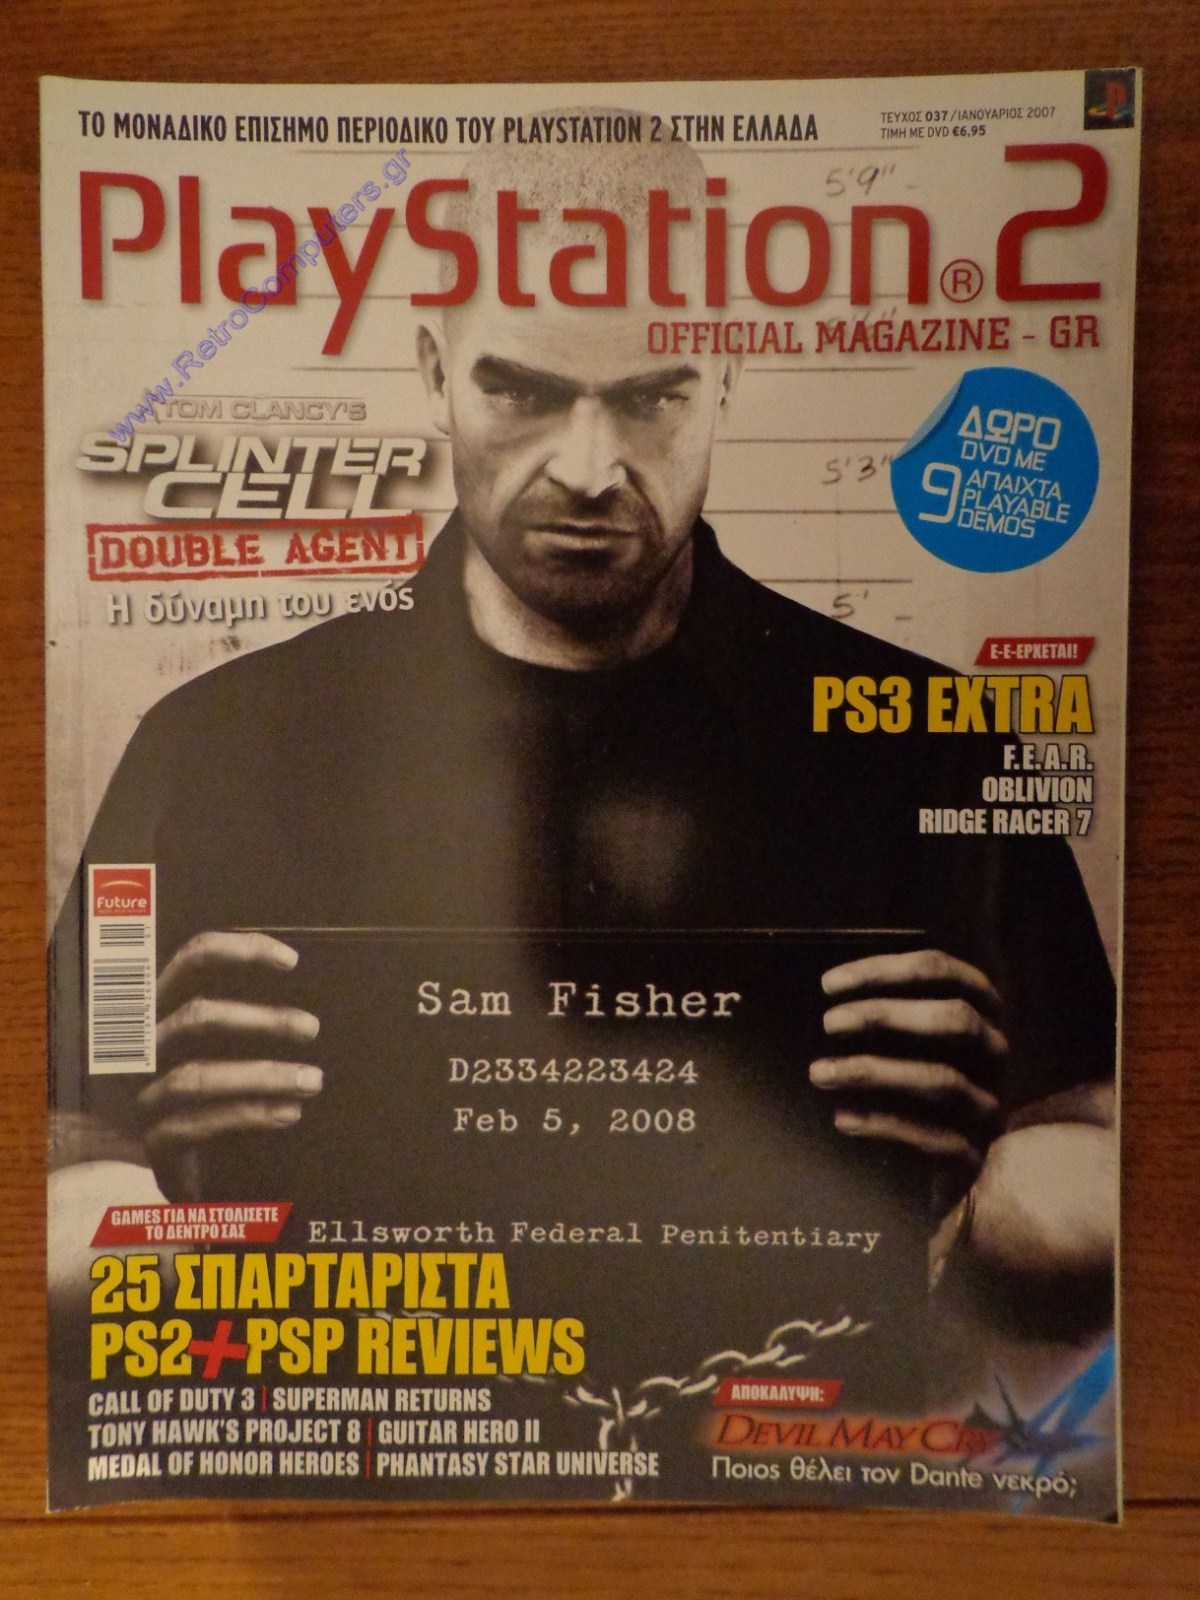 ΤΟ ΜΟΝΑΔΙΚΟ ΕΠΙΣΗΜΟ ΠΕΡΙΟΔΙΚΟ ΤΟΥ PLAYSTATION 2 ΣΤΗΝ ΕΛΛΑΔΑ
ΤΕΥΧΟΣ 037/ΙΑΝΟΥΑΡΙΟΣ 2007
ΤΙΜΗ ΜΕ DVD €6,95
PlayStation®2
OFFICIAL MAGAZINE - GR
www.RetroComputers.gr
5'9"
TOM CLANCY'S
SPLINTER
CELL
DOUBLE AGENT
Η δύναμη του ενός
ΔΩΡΟ
DVD ΜΕ
9 ΑΠΑΙΧΤΑ
PLAYABLE
DEMOS
5'3"
5'
Ε-Ε-ΕΡΧΕΤΑΙ!
PS3 EXTRA
F.E.A.R.
OBLIVION
RIDGE RACER 7
Future
Sam Fisher
D2334223424
Feb 5, 2008
Ellsworth Federal Penitentiary
GAMES ΓΙΑ ΝΑ ΣΤΟΛΙΣΕΤΕ
ΤΟ ΔΕΝΤΡΟ ΣΑΣ
25 ΣΠΑΡΤΑΡΙΣΤΑ
PS2+PSP REVIEWS
CALL OF DUTY 3 | SUPERMAN RETURNS
TONY HAWK'S PROJECT 8 | GUITAR HERO II
MEDAL OF HONOR HEROES | PHANTASY STAR UNIVERSE
ΑΠΟΚΑΛΥΨΗ:
DEVIL MAY CRY 4
Ποιος θέλει τον Dante νεκρό;